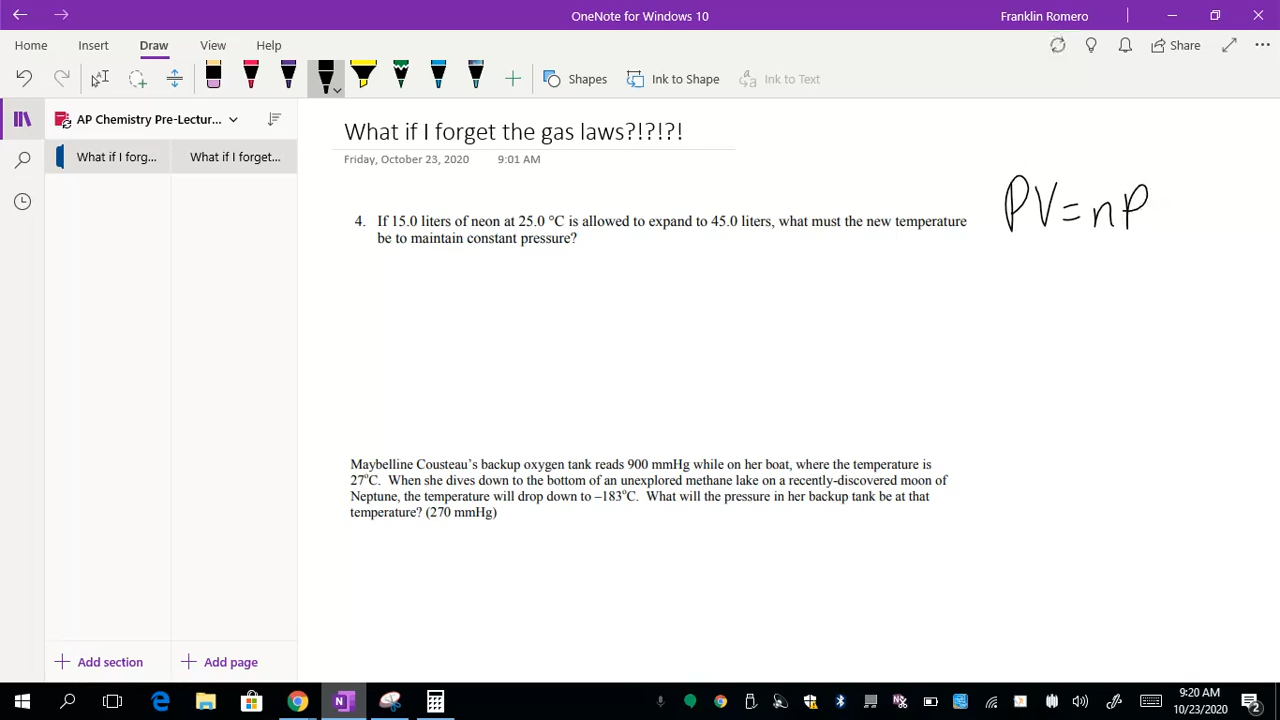 OneNote for Windows 10
Franklin Romero
Home Insert Draw View Help
Share
Shapes Ink to Shape Ink to Text
AP Chemistry Pre-Lectur...
What if I forg...
What if I forget...
What if I forget the gas laws?!?!?!
Friday, October 23, 2020 9:01 AM
PV=nP
4. If 15.0 liters of neon at 25.0 °C is allowed to expand to 45.0 liters, what must the new temperature
be to maintain constant pressure?
Maybelline Cousteau's backup oxygen tank reads 900 mmHg while on her boat, where the temperature is
27°C. When she dives down to the bottom of an unexplored methane lake on a recently-discovered moon of
Neptune, the temperature will drop down to –183°C. What will the pressure in her backup tank be at that
temperature? (270 mmHg)
Add section
Add page
9:20 AM
10/23/2020
2